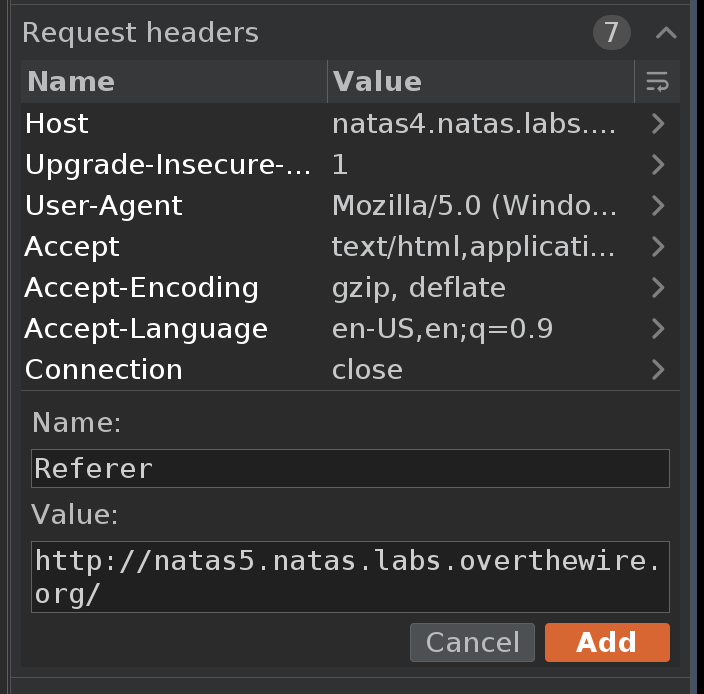 Request headers 7
Name Value
Host natas4.natas.labs....
Upgrade-Insecure-... 1
User-Agent Mozilla/5.0 (Windo...
Accept text/html,applicati...
Accept-Encoding gzip, deflate
Accept-Language en-US,en;q=0.9
Connection close
Name:
Referer
Value:
http://natas5.natas.labs.overthewire.
org/
Cancel Add